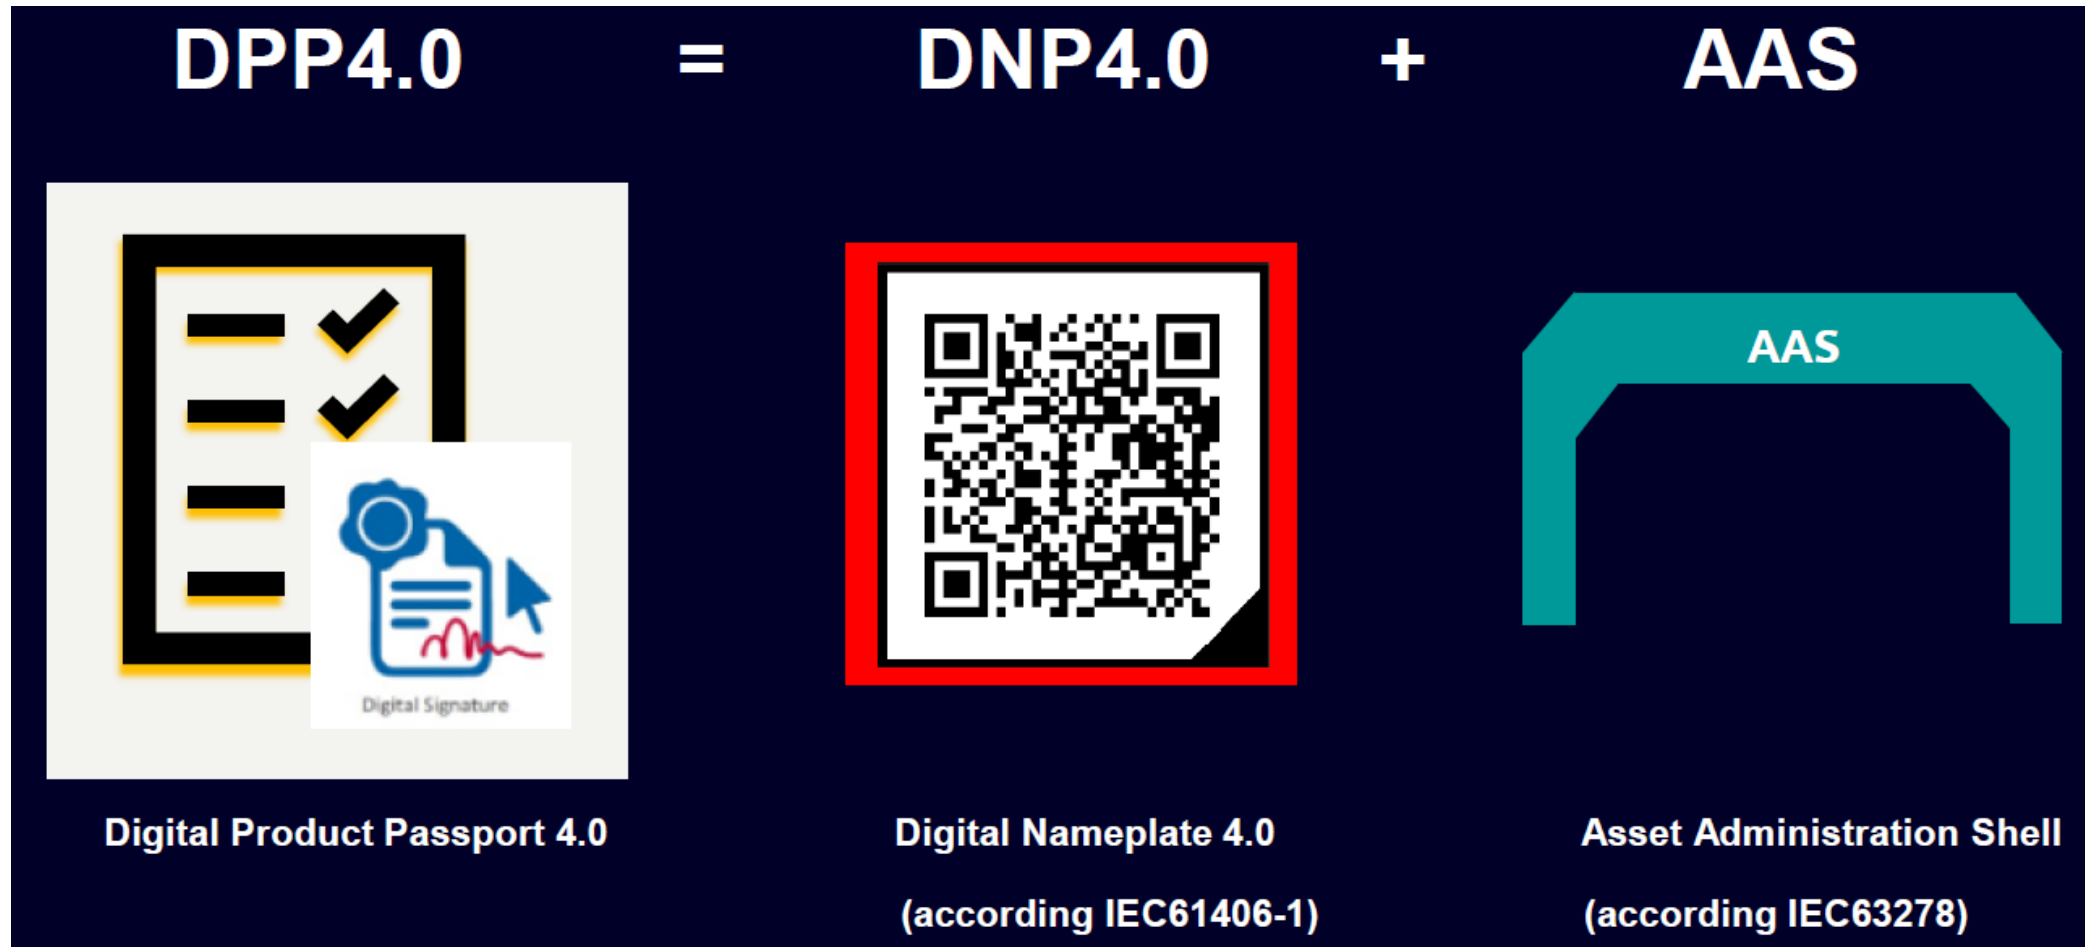 DPP4.0 = DNP4.0 + AAS
AAS
Digital Signature
Digital Product Passport 4.0
Digital Nameplate 4.0
(according IEC61406-1)
Asset Administration Shell
(according IEC63278)